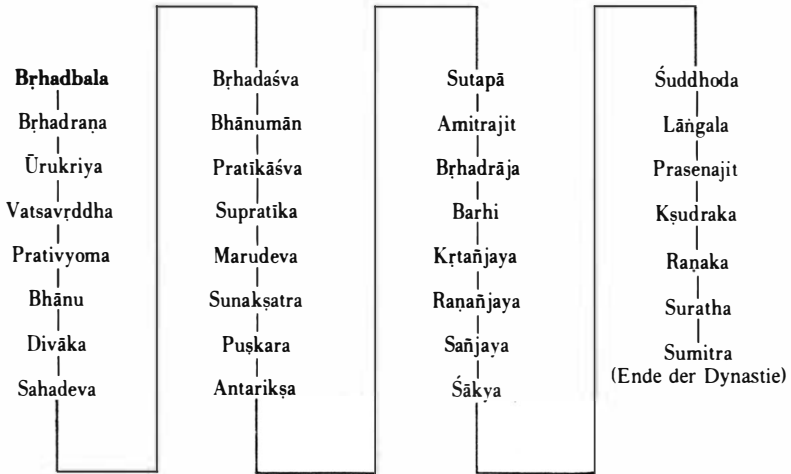 Bṛhadbala
Bṛhadraṇa
Ūrukriya
Vatsavṛddha
Prativyoma
Bhānu
Divāka
Sahadeva
Bṛhadaśva
Bhānumān
Pratīkāśva
Supratīka
Marudeva
Sunakṣatra
Puṣkara
Antarikṣa
Sutapā
Amitrajit
Bṛhadrāja
Barhi
Kṛtañjaya
Raṇañjaya
Sañjaya
Śākya
Śuddhoda
Lāṅgala
Prasenajit
Kṣudraka
Raṇaka
Suratha
Sumitra
(Ende der Dynastie)